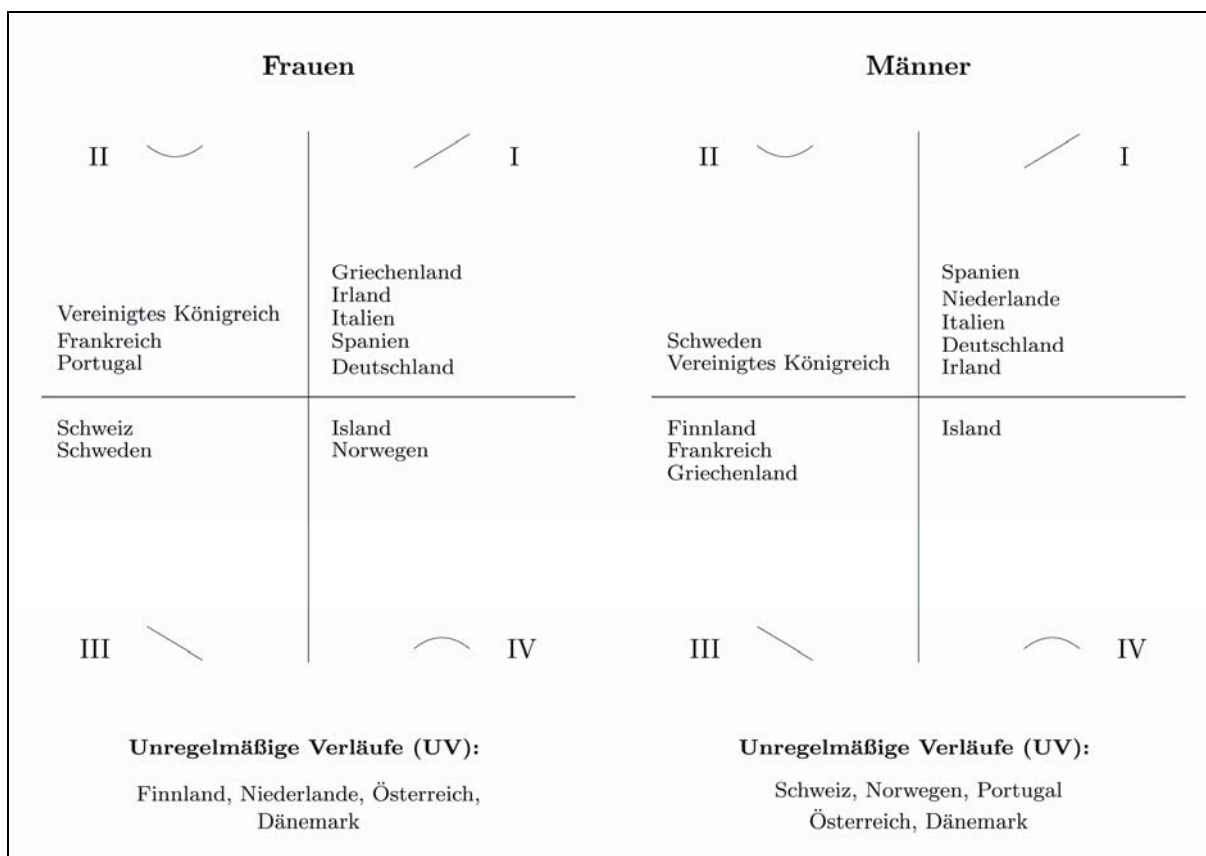 Frauen
II
I
Griechenland
Irland
Italien
Spanien
Deutschland
Vereinigtes Königreich
Frankreich
Portugal
Schweiz
Schweden
Island
Norwegen
III
IV
Unregelmäßige Verläufe (UV):
Finnland, Niederlande, Österreich,
Dänemark
Männer
II
I
Spanien
Niederlande
Italien
Deutschland
Irland
Schweden
Vereinigtes Königreich
Finnland
Frankreich
Griechenland
Island
III
IV
Unregelmäßige Verläufe (UV):
Schweiz, Norwegen, Portugal
Österreich, Dänemark